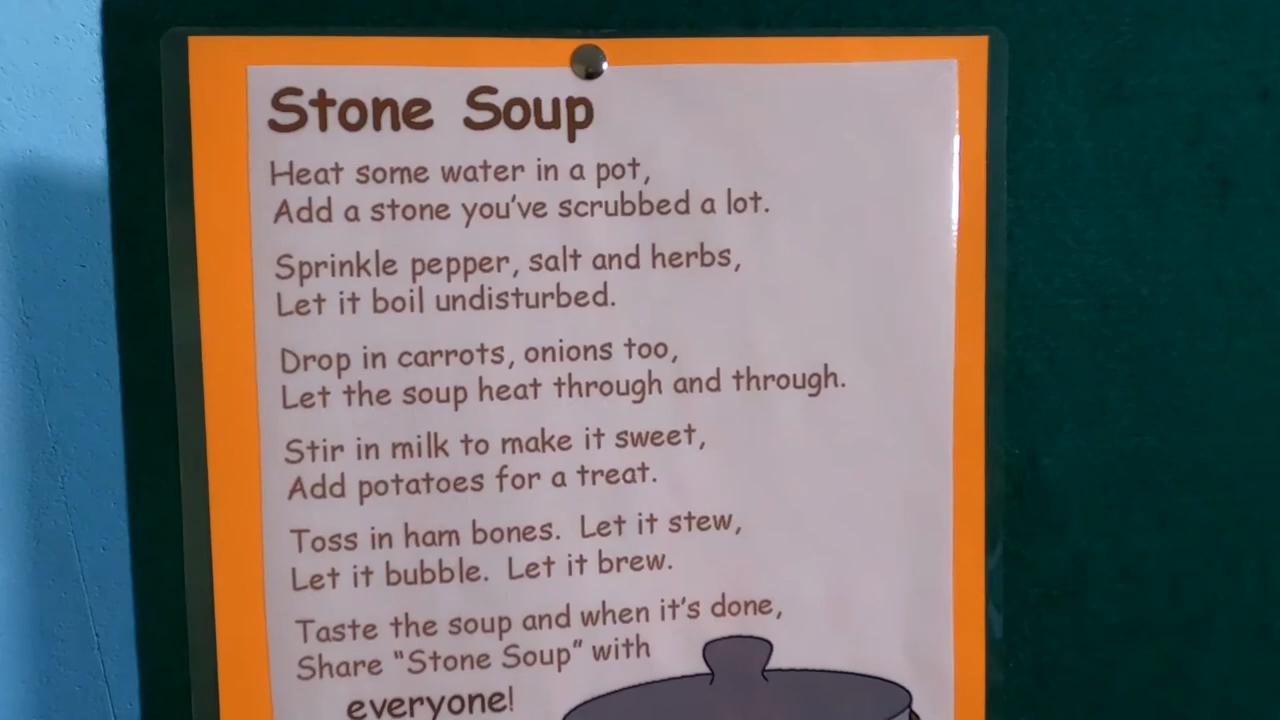 Stone Soup
Heat some water in a pot,
Add a stone you've scrubbed a lot.
Sprinkle pepper, salt and herbs,
Let it boil undisturbed.
Drop in carrots, onions too,
Let the soup heat through and through.
Stir in milk to make it sweet,
Add potatoes for a treat.
Toss in ham bones.  Let it stew,
Let it bubble.  Let it brew.
Taste the soup and when it's done,
Share "Stone Soup" with
everyone!